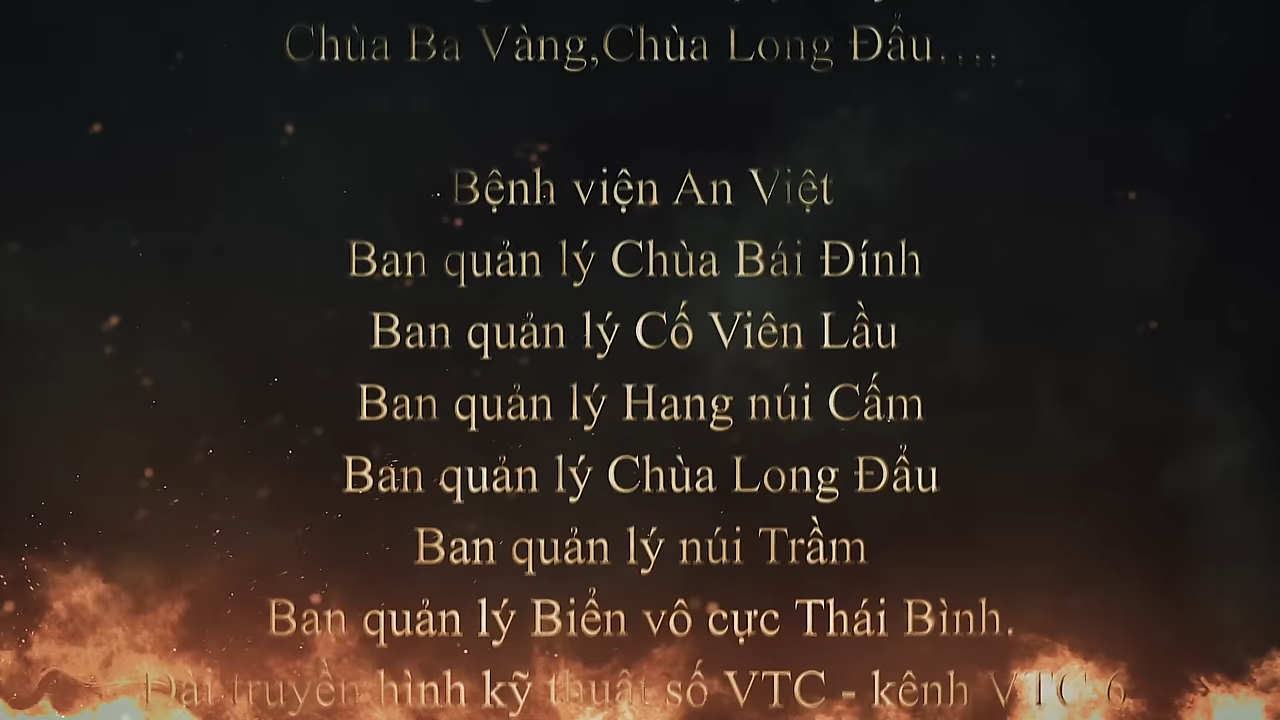 Chùa Ba Vàng,Chùa Long Đẩu....
Bệnh viện An Việt
Ban quản lý Chùa Bái Đính
Ban quản lý Cố Viên Lầu
Ban quản lý Hang núi Cấm
Ban quản lý Chùa Long Đẩu
Ban quản lý núi Trầm
Ban quản lý Biển vô cực Thái Bình.
Đài truyền hình kỹ thuật số VTC - kênh VTC 6